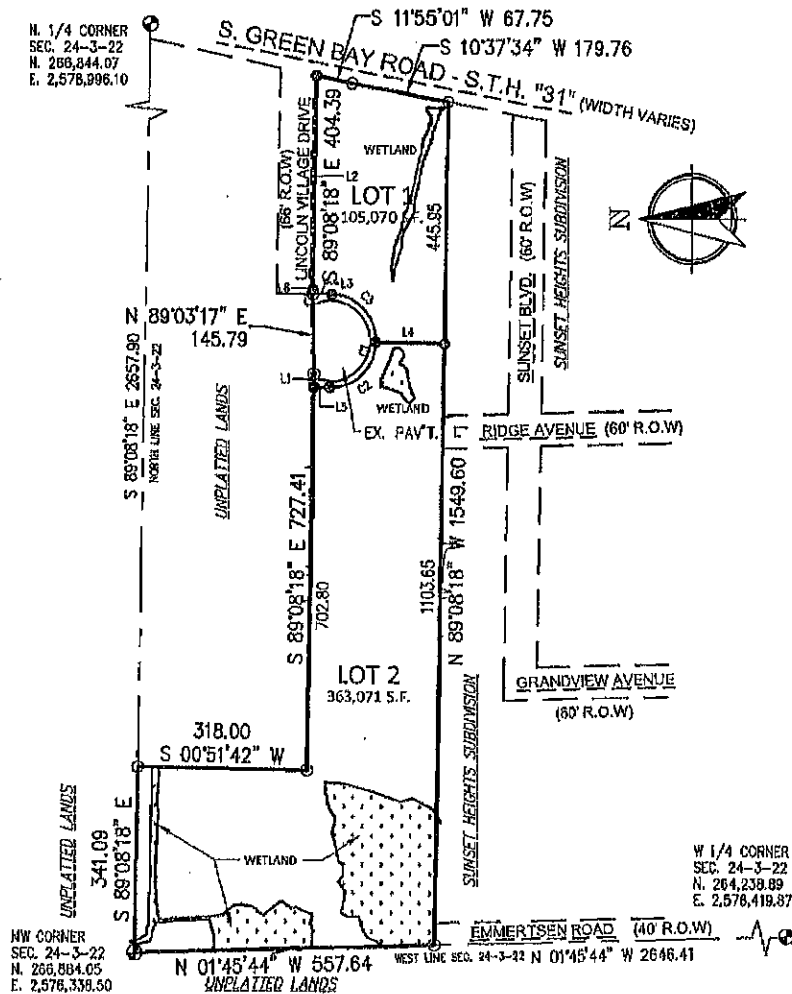 N. 1/4 CORNER
SEC. 24-3-22
N. 266,844.07
E. 2,578,996.10
S 11°55'01" W 67.75
S 10°37'34" W 179.76
S. GREEN BAY ROAD - S.T.H. "31" (WIDTH VARIES)
LINCOLN VILLAGE DRIVE
(66' R.O.W)
S 89°08'18" E 404.39
L2
WETLAND
LOT 1
105,070 S.F.
445.95
N
SUNSET BLVD. (60' R.O.W)
SUNSET HEIGHTS SUBDIVISION
L6
L3
C3
N 89°03'17" E
145.79
L4
C1
L1
C2
L5
WETLAND
EX. PAV'T.
S 89°08'18" E 2657.90
NORTH LINE SEC. 24-3-22
UNPLATTED LANDS
RIDGE AVENUE (60' R.O.W)
S 89°08'18" E 727.41
702.80
N 89°08'18" W 1549.60
1103.65
LOT 2
363,071 S.F.
GRANDVIEW AVENUE
(60' R.O.W)
SUNSET HEIGHTS SUBDIVISION
318.00
S 00°51'42" W
UNPLATTED LANDS
341.09
S 89°08'18" E
WETLAND
W 1/4 CORNER
SEC. 24-3-22
N. 264,238.89
E. 2,576,419.87
EMMERTSEN ROAD (40' R.O.W)
NW CORNER
SEC. 24-3-22
N. 266,884.05
E. 2,576,338.50
N 01°45'44" W 557.64
WEST LINE SEC. 24-3-22 N 01°45'44" W 2646.41
UNPLATTED LANDS